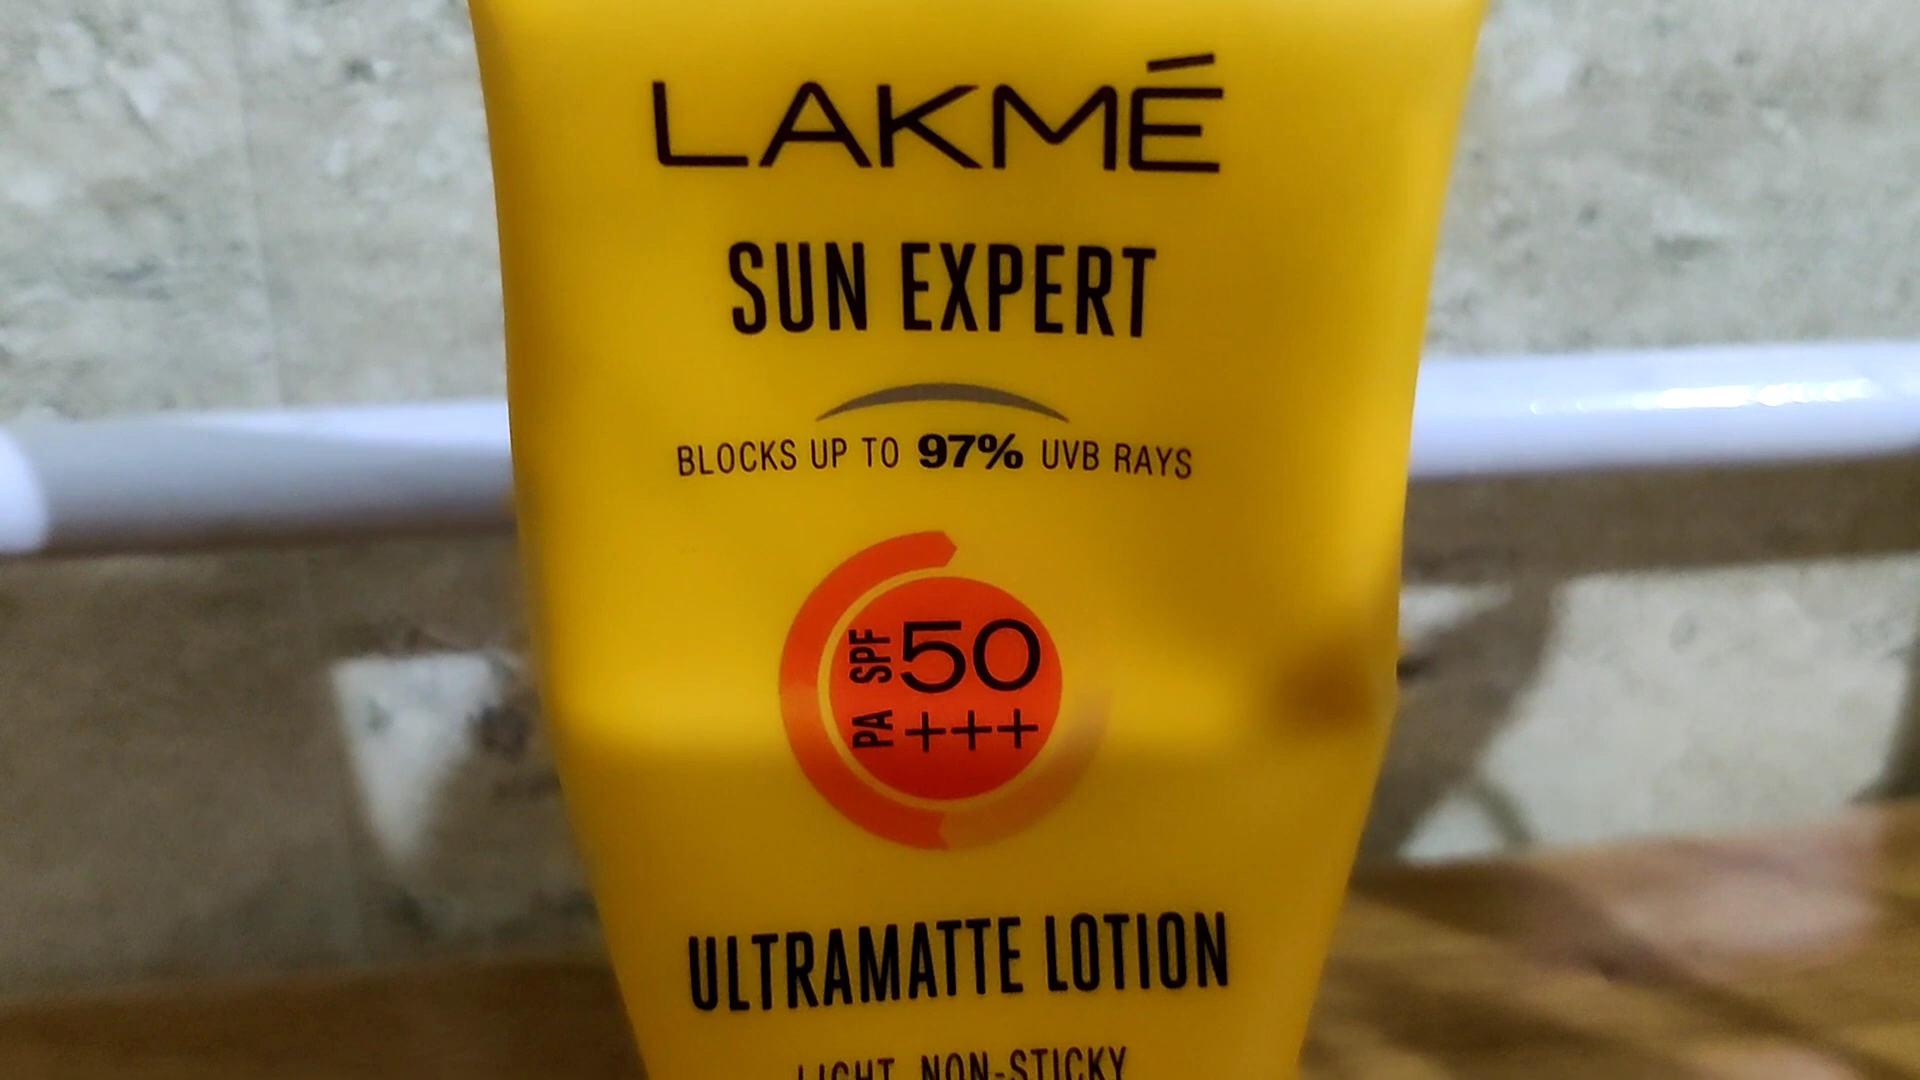 LAKMÉ
SUN EXPERT
BLOCKS UP TO 97% UVB RAYS
SPF 50
PA +++
ULTRAMATTE LOTION
LIGHT, NON-STICKY